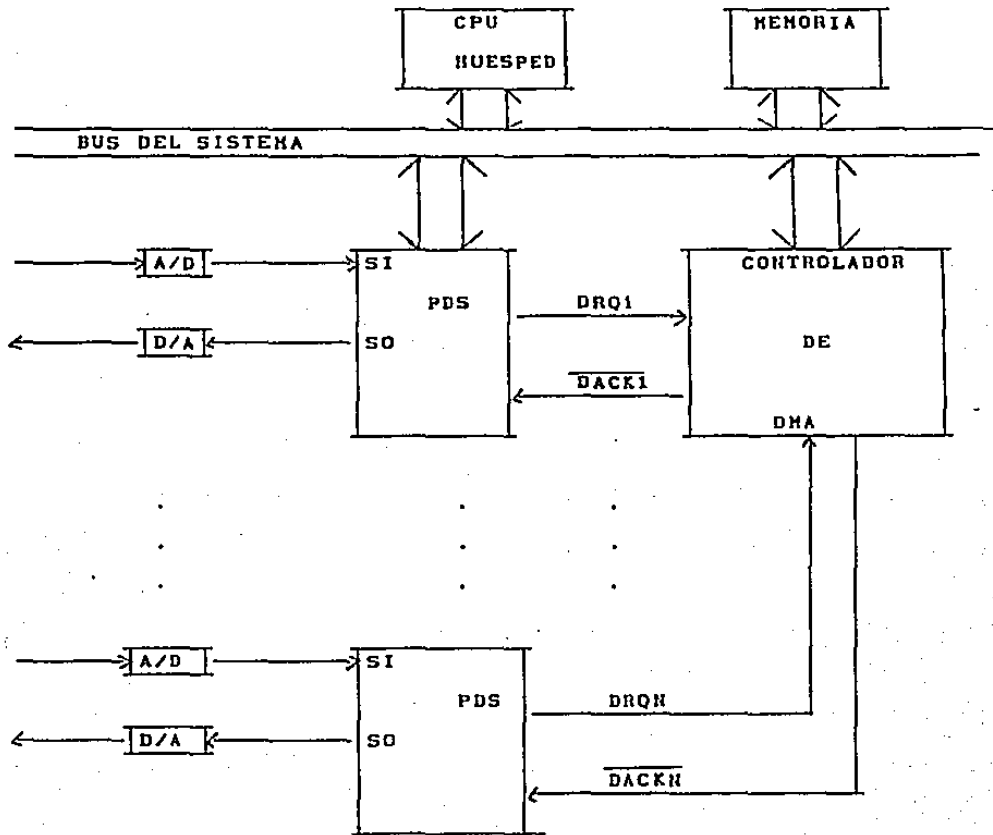 CPU
HUESPED
MEMORIA
BUS DEL SISTEMA
A/D
SI
PDS
D/A
SO
DRQ1
DACK1
CONTROLADOR
DE
DMA
A/D
SI
PDS
D/A
SO
DRQN
DACKN